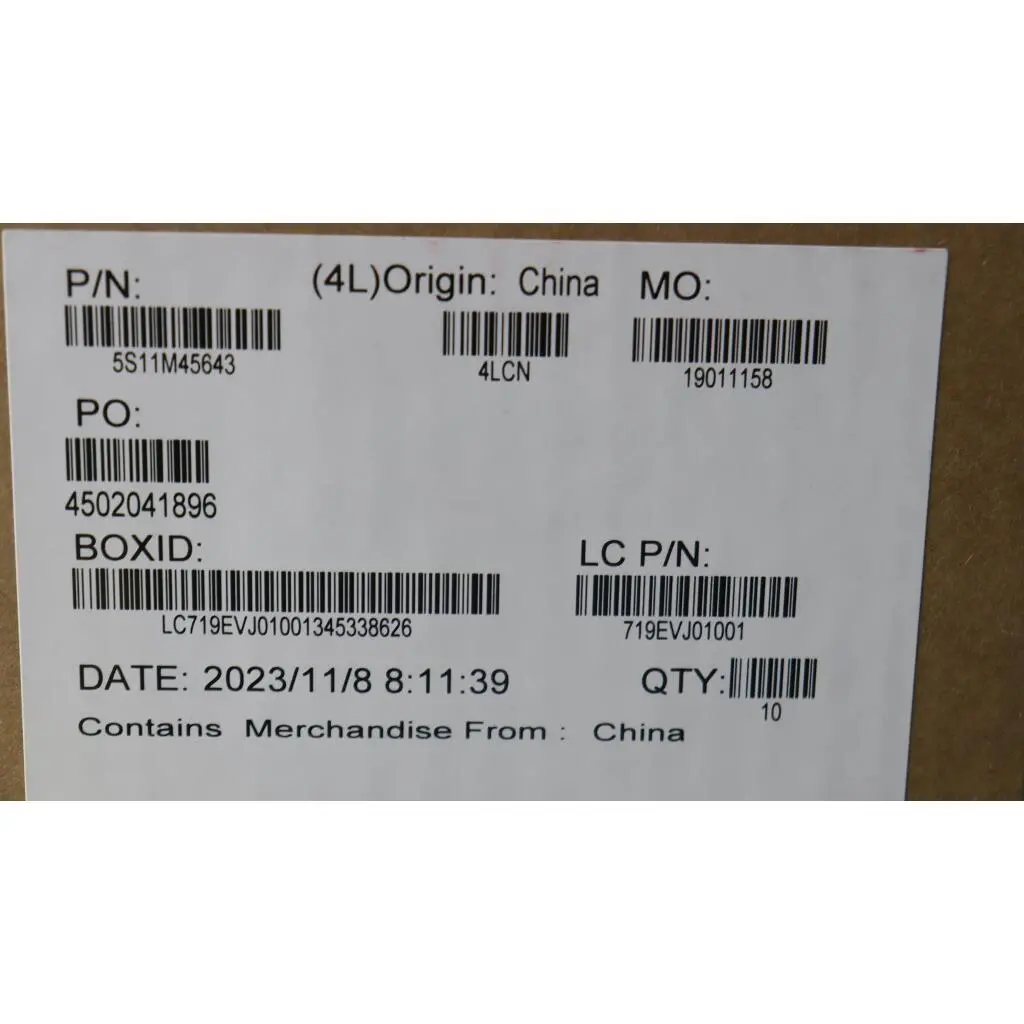 P/N: (4L)Origin: China MO:
5S11M45643 4LCN 19011158
PO:
4502041896
BOXID: LC P/N:
LC719EVJ01001345338626 719EVJ01001
DATE: 2023/11/8 8:11:39 QTY:
10
Contains Merchandise From : China